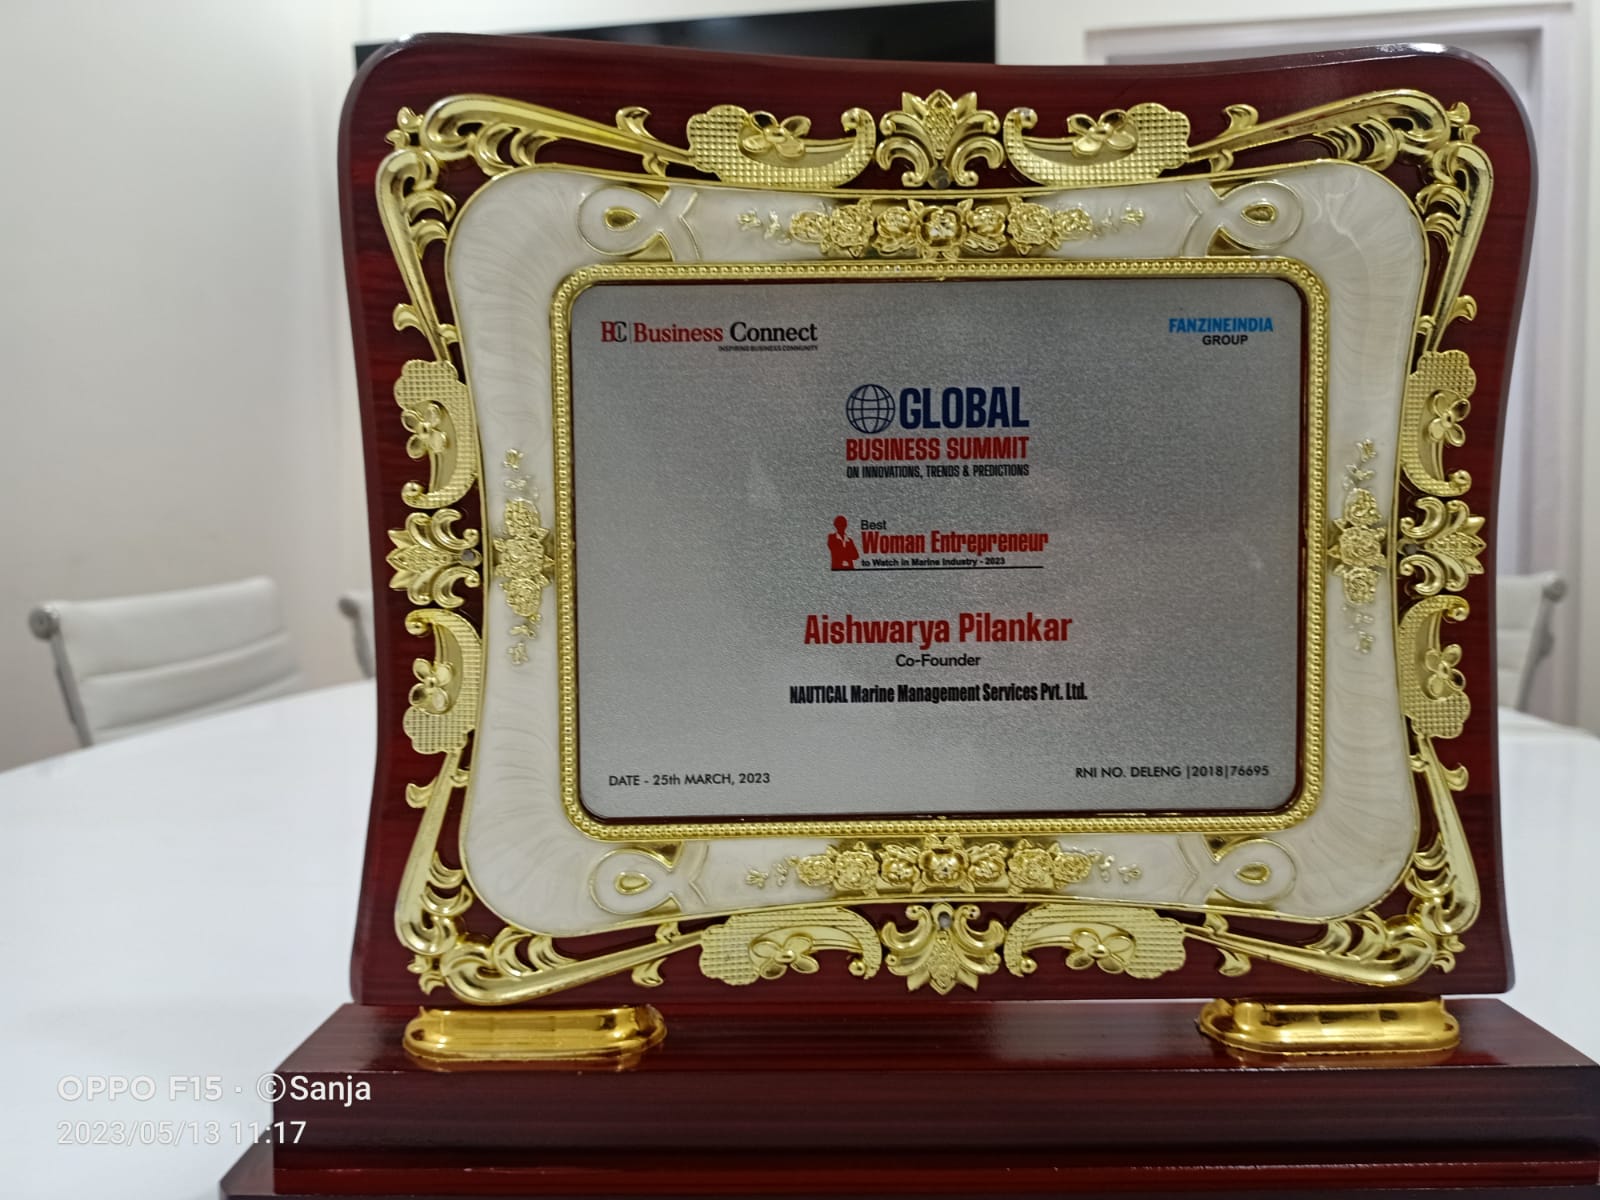 BC Business Connect
INSPIRING BUSINESS COMMUNITY
FANZINEINDIA
GROUP
GLOBAL
BUSINESS SUMMIT
ON INNOVATIONS, TRENDS & PREDICTIONS
Best
Woman Entrepreneur
to Watch in Marine Industry - 2023
Aishwarya Pilankar
Co-Founder
NAUTICAL Marine Management Services Pvt. Ltd.
DATE - 25th MARCH, 2023
RNI NO. DELENG |2018|76695
OPPO F15 · ©Sanja
2023/05/13 11:17